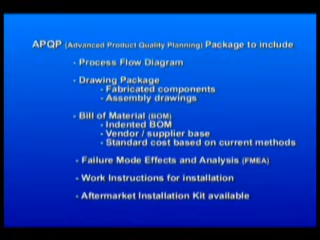 APQP (Advanced Product Quality Planning) Package to include
- Process Flow Diagram
- Drawing Package
- Fabricated components
- Assembly drawings
- Bill of Material (BOM)
- Indented BOM
- Vendor / supplier base
- Standard cost based on current methods
- Failure Mode Effects and Analysis (FMEA)
- Work Instructions for installation
- Aftermarket Installation Kit available